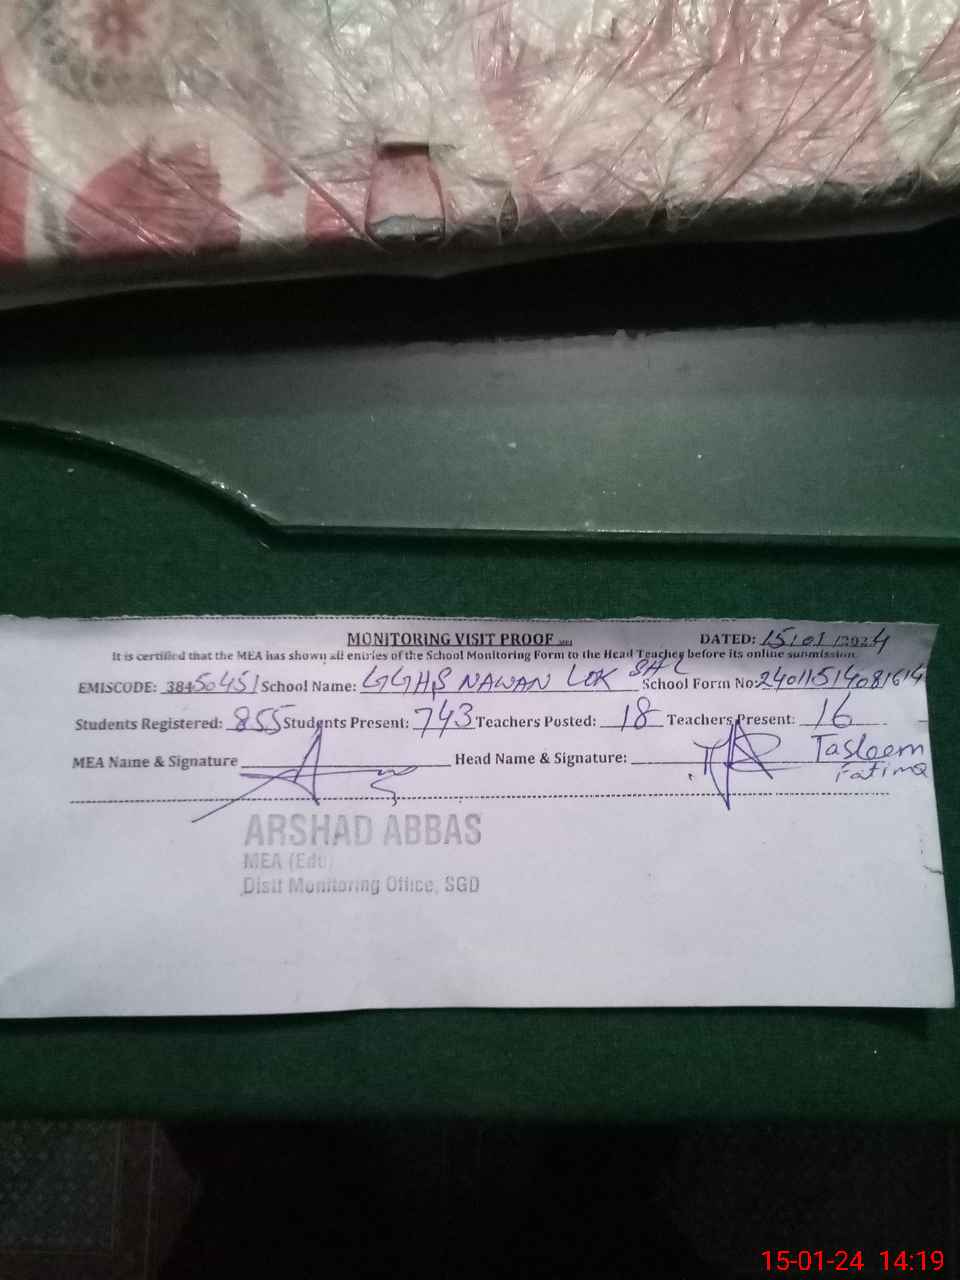 MONITORING VISIT PROOF MEI DATED: 15/01/2024
It is certified that the MEA has shown all entries of the School Monitoring Form to the Head Teacher before its online sunmission.
EMISCODE: 38450451 School Name: GGHS NAWAN LOK School Form No: 24011514081614
Students Registered: 855 Students Present: 743 Teachers Posted: 18 Teachers Present: 16
MEA Name & Signature Head Name & Signature: Tasleem
Fatima
ARSHAD ABBAS
MEA (Edu)
Distt Monitoring Office, SGD
15-01-24 14:19